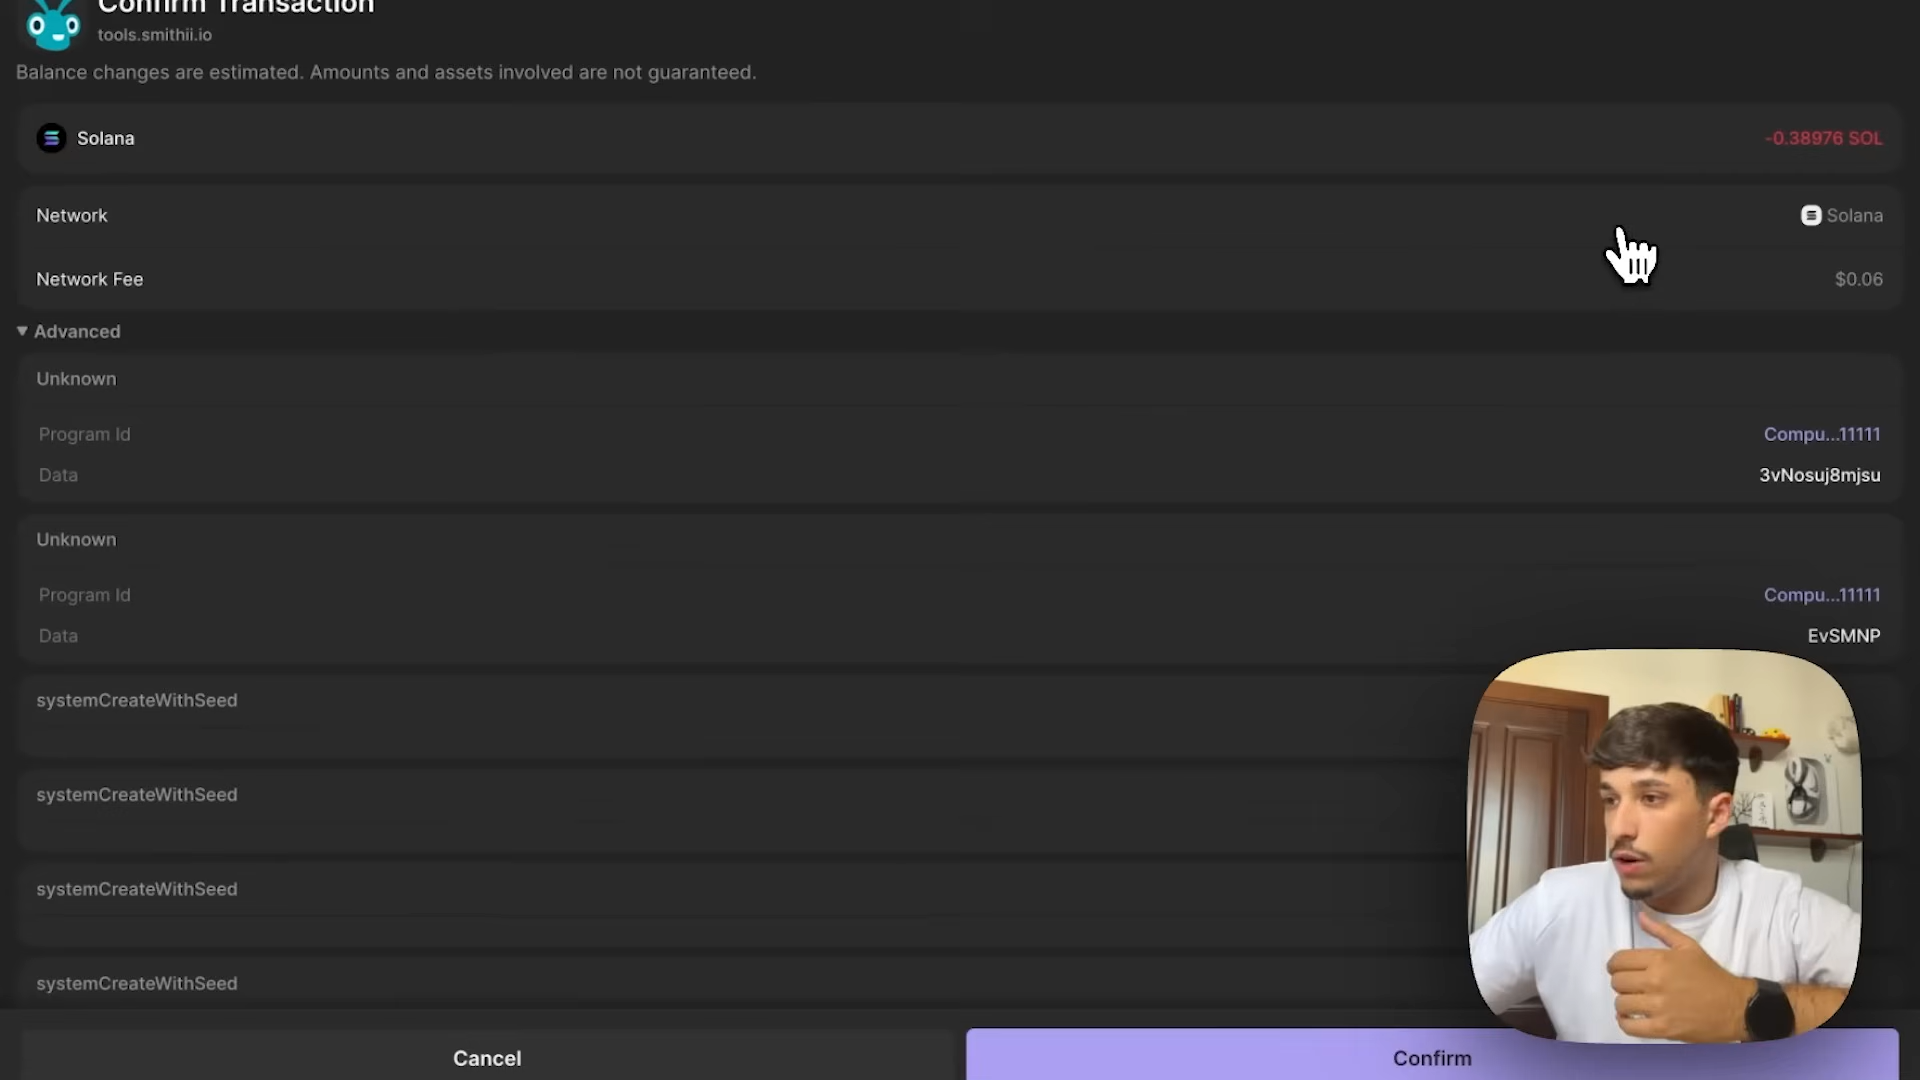 Confirm Transaction
tools.smithii.io
Balance changes are estimated. Amounts and assets involved are not guaranteed.
Solana -0.38976 SOL
Network Solana
Network Fee $0.06
Advanced
Unknown
Program Id Compu...11111
Data 3vNosuj8mjsu
Unknown
Program Id Compu...11111
Data EvSMNP
systemCreateWithSeed
systemCreateWithSeed
systemCreateWithSeed
systemCreateWithSeed
Cancel Confirm